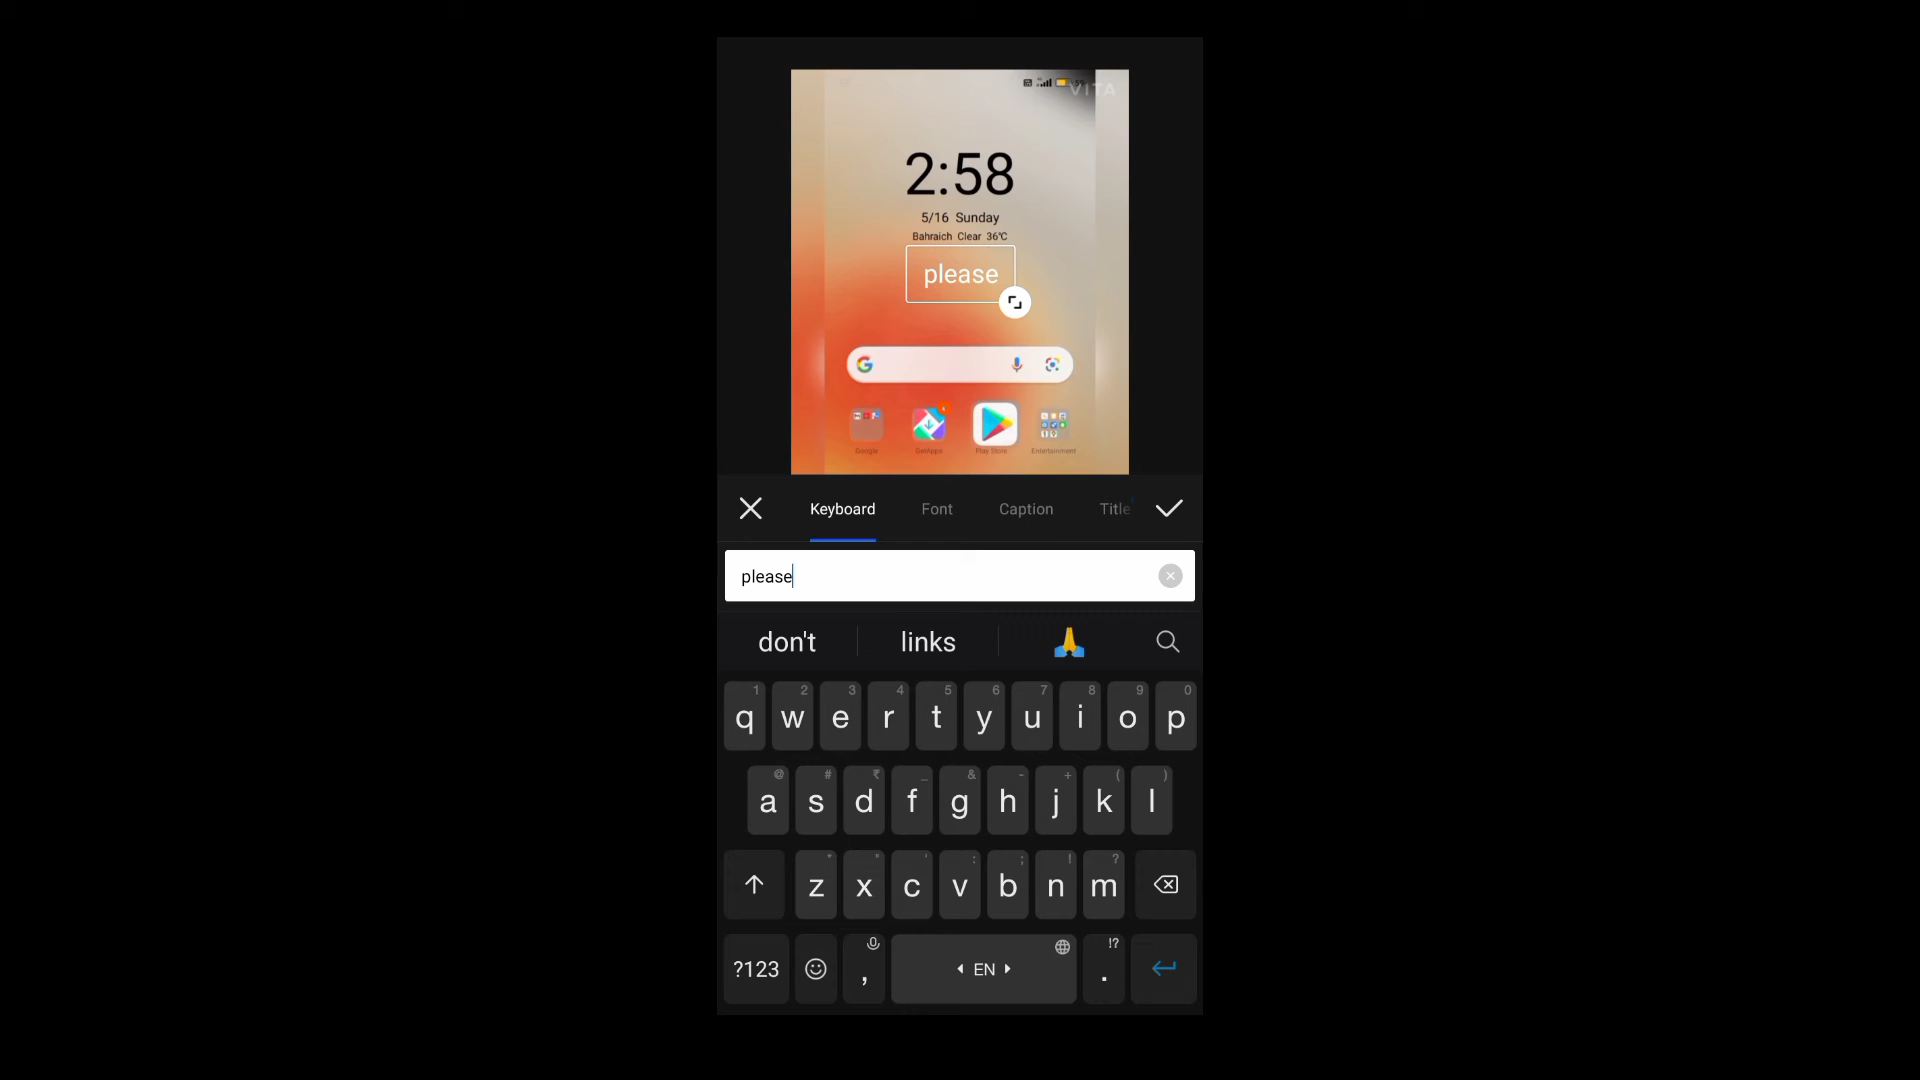 VITA
2:58
5/16 Sunday
Bahraich Clear 36°C
please
Google GetApps Play Store Entertainment
Keyboard Font Caption Title
please
don't links 🙏
1 2 3 4 5 6 7 8 9 0
q w e r t y u i o p
@ # ₹ _ & - + ( )
a s d f g h j k l
* " ' : ; ! ?
z x c v b n m
!?
?123 , EN .